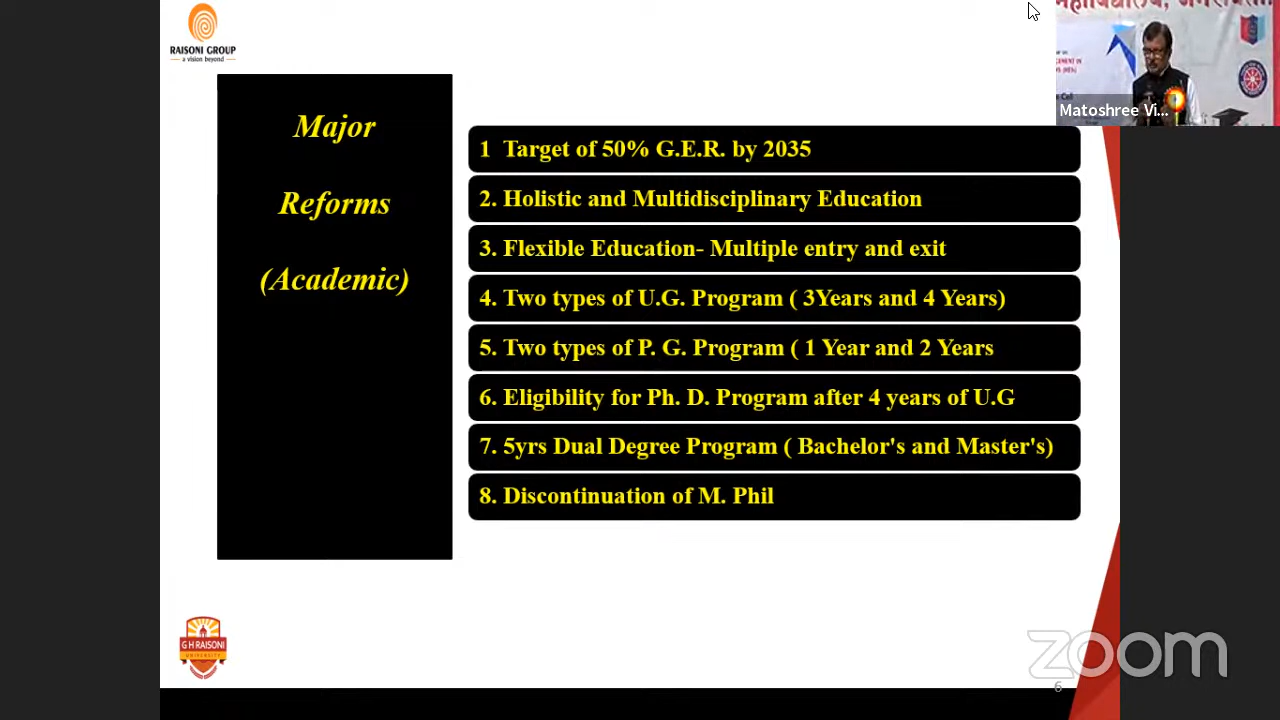 RAISONI GROUP
a vision beyond
Major
Reforms
(Academic)
1 Target of 50% G.E.R. by 2035
2. Holistic and Multidisciplinary Education
3. Flexible Education- Multiple entry and exit
4. Two types of U.G. Program ( 3Years and 4 Years)
5. Two types of P. G. Program ( 1 Year and 2 Years
6. Eligibility for Ph. D. Program after 4 years of U.G
7. 5yrs Dual Degree Program ( Bachelor's and Master's)
8. Discontinuation of M. Phil
Matoshree Vi...
G H RAISONI
UNIVERSITY
zoom
6